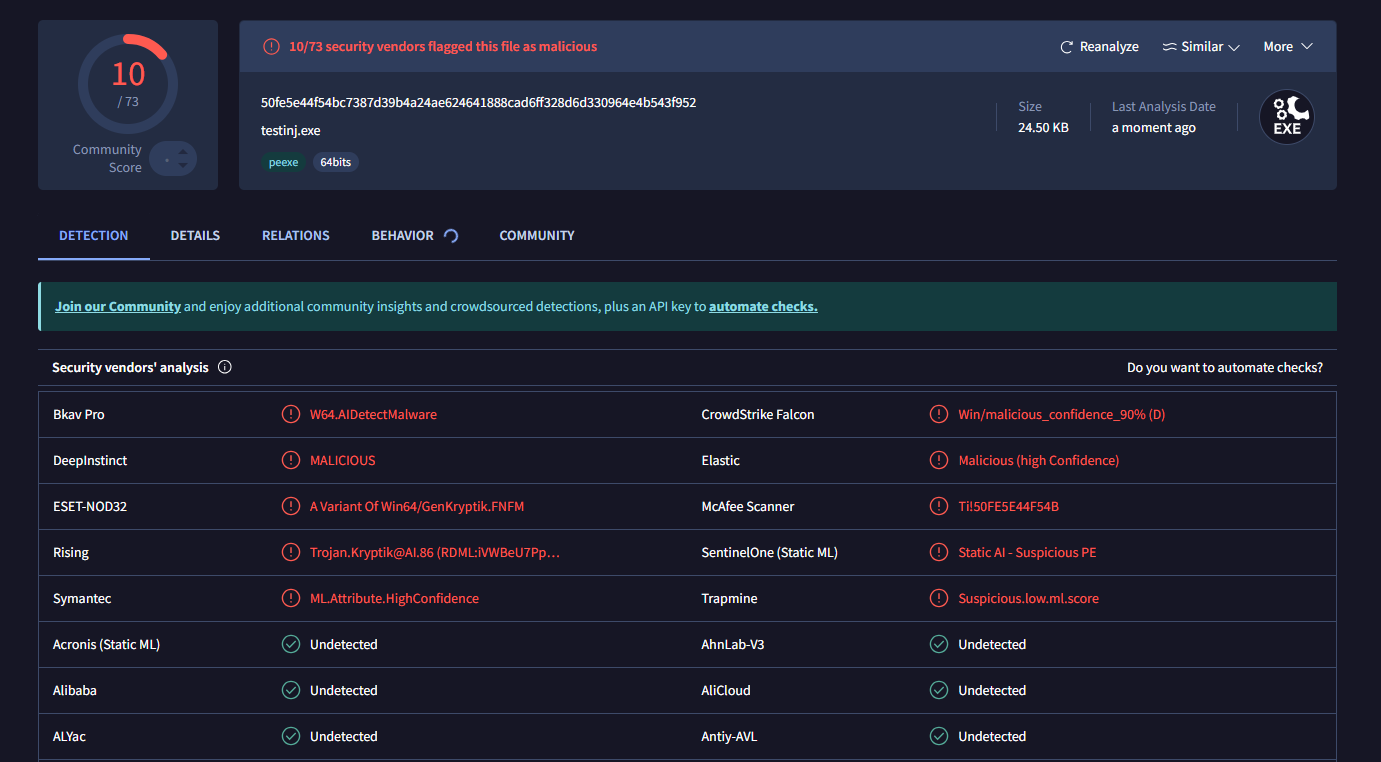 10
/ 73
Community
Score
10/73 security vendors flagged this file as malicious
Reanalyze
Similar
More
50fe5e44f54bc7387d39b4a24ae624641888cad6ff328d6d330964e4b543f952
testinj.exe
peexe 64bits
Size
24.50 KB
Last Analysis Date
a moment ago
EXE
DETECTION DETAILS RELATIONS BEHAVIOR COMMUNITY
Join our Community and enjoy additional community insights and crowdsourced detections, plus an API key to automate checks.
Security vendors' analysis Do you want to automate checks?
Bkav Pro W64.AIDetectMalware CrowdStrike Falcon Win/malicious_confidence_90% (D)
DeepInstinct MALICIOUS Elastic Malicious (high Confidence)
ESET-NOD32 A Variant Of Win64/GenKryptik.FNFM McAfee Scanner Ti!50FE5E44F54B
Rising Trojan.Kryptik@AI.86 (RDML:iVWBeU7Pp... SentinelOne (Static ML) Static AI - Suspicious PE
Symantec ML.Attribute.HighConfidence Trapmine Suspicious.low.ml.score
Acronis (Static ML) Undetected AhnLab-V3 Undetected
Alibaba Undetected AliCloud Undetected
ALYac Undetected Antiy-AVL Undetected